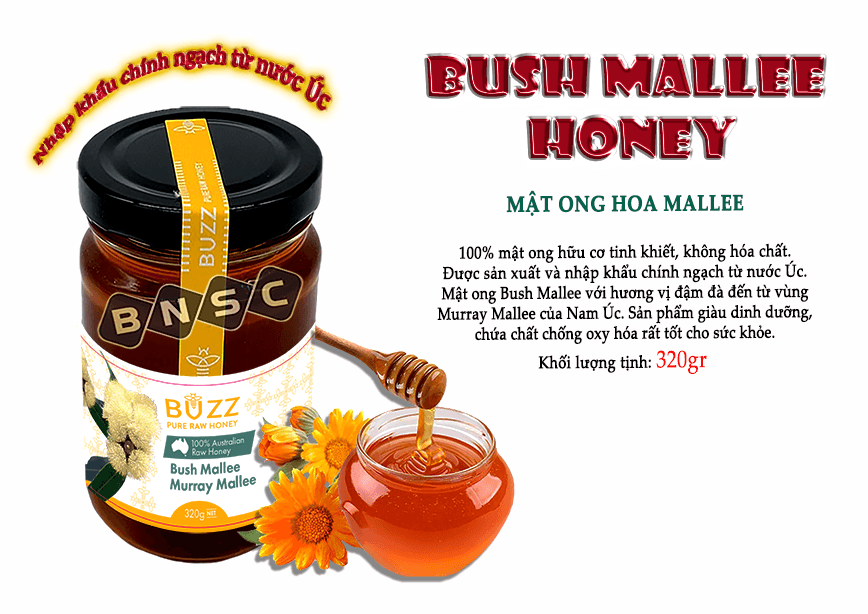 Nhập khẩu chính ngạch từ nước Úc
BUSH MALLEE
HONEY
MẬT ONG HOA MALLEE
100% mật ong hữu cơ tinh khiết, không hóa chất.
Được sản xuất và nhập khẩu chính ngạch từ nước Úc.
Mật ong Bush Mallee với hương vị đậm đà đến từ vùng
Murray Mallee của Nam Úc. Sản phẩm giàu dinh dưỡng,
chứa chất chống oxy hóa rất tốt cho sức khỏe.
Khối lượng tịnh: 320gr
BUZZ
PURE RAW HONEY
BNSC
BUZZ
PURE RAW HONEY
100% Australian
Raw Honey
Bush Mallee
Murray Mallee
320g NET